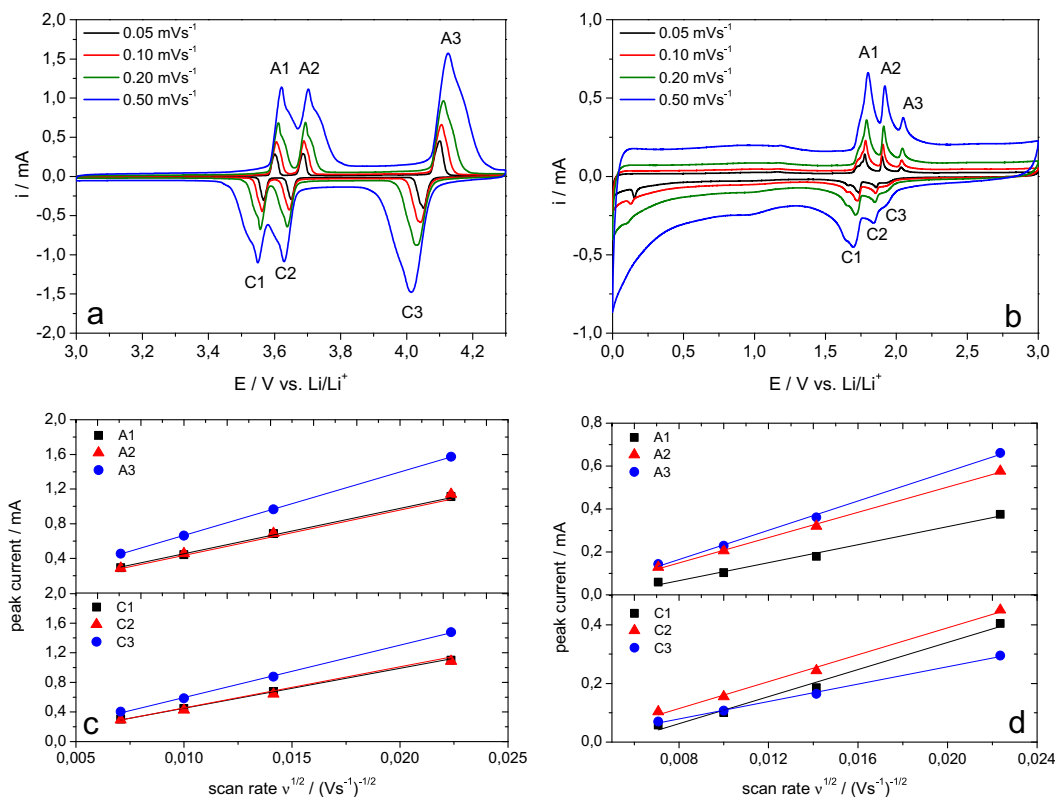 2,0
1,5
1,0
0,5
0,0
-0,5
-1,0
-1,5
-2,0
i / mA
0.05 mVs⁻¹
0.10 mVs⁻¹
0.20 mVs⁻¹
0.50 mVs⁻¹
A1
A2
A3
C1
C2
C3
a
3,0 3,2 3,4 3,6 3,8 4,0 4,2
E / V vs. Li/Li⁺
1,0
0,5
0,0
-0,5
-1,0
i / mA
0.05 mVs⁻¹
0.10 mVs⁻¹
0.20 mVs⁻¹
0.50 mVs⁻¹
A1
A2
A3
C1
C2
C3
b
0,0 0,5 1,0 1,5 2,0 2,5 3,0
E / V vs. Li/Li⁺
2,0
1,6
1,2
0,8
0,4
2,0
1,6
1,2
0,8
0,4
0,0
peak current / mA
A1
A2
A3
C1
C2
C3
c
0,005 0,010 0,015 0,020 0,025
scan rate ν¹/² / (Vs⁻¹)⁻¹/²
0,8
0,6
0,4
0,2
0,0
0,4
0,2
0,0
peak current / mA
A1
A2
A3
C1
C2
C3
d
0,008 0,012 0,016 0,020 0,024
scan rate ν¹/² / (Vs⁻¹)⁻¹/²